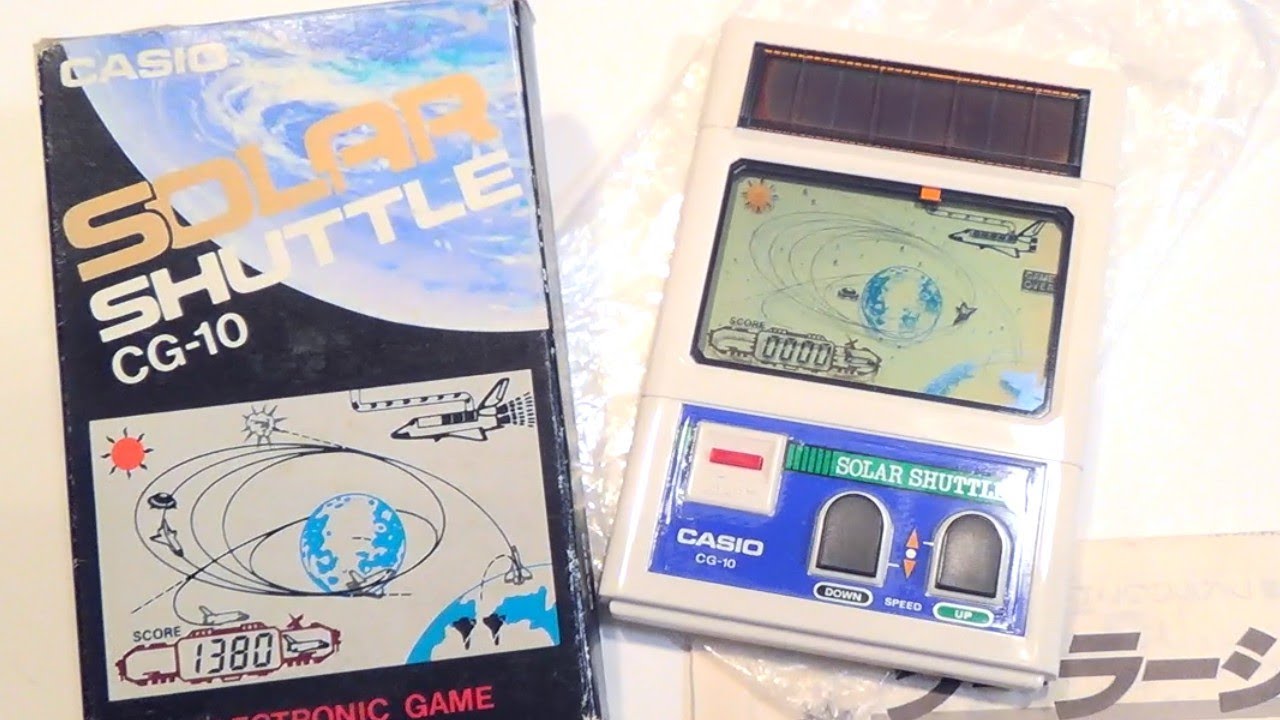 CASIO
SOLAR
SHUTTLE
CG-10
SCORE
1380
ELECTRONIC GAME
GAME
OVER
SCORE
0000
SOLAR SHUTTLE
CASIO
CG-10
DOWN
SPEED
UP
ソーラーシ